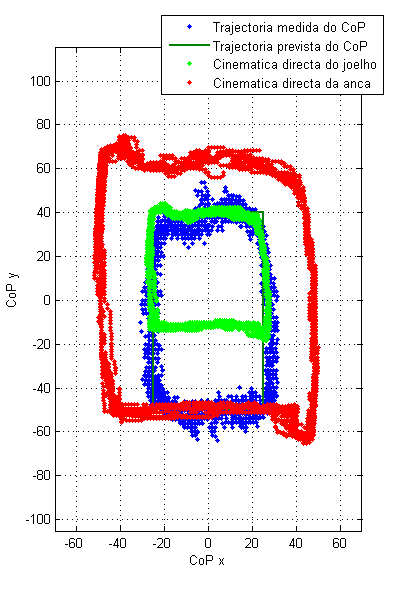 Trajectoria medida do CoP
Trajectoria prevista do CoP
Cinematica directa do joelho
Cinematica directa da anca
100
80
60
40
20
0
-20
-40
-60
-80
-100
CoP y
-60 -40 -20 0 20 40 60
CoP x